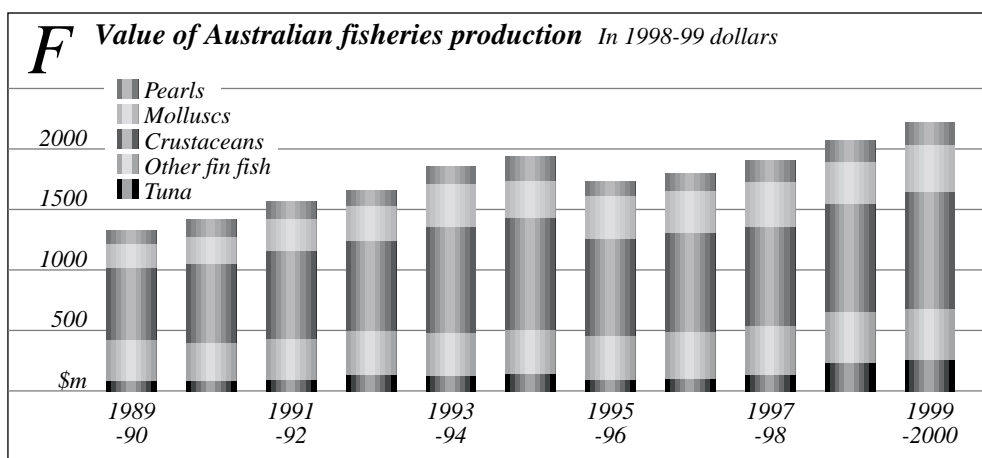 F Value of Australian fisheries production In 1998-99 dollars
Pearls
Molluscs
Crustaceans
Other fin fish
Tuna
2000
1500
1000
500
$m
1989 1991 1993 1995 1997 1999
-90 -92 -94 -96 -98 -2000